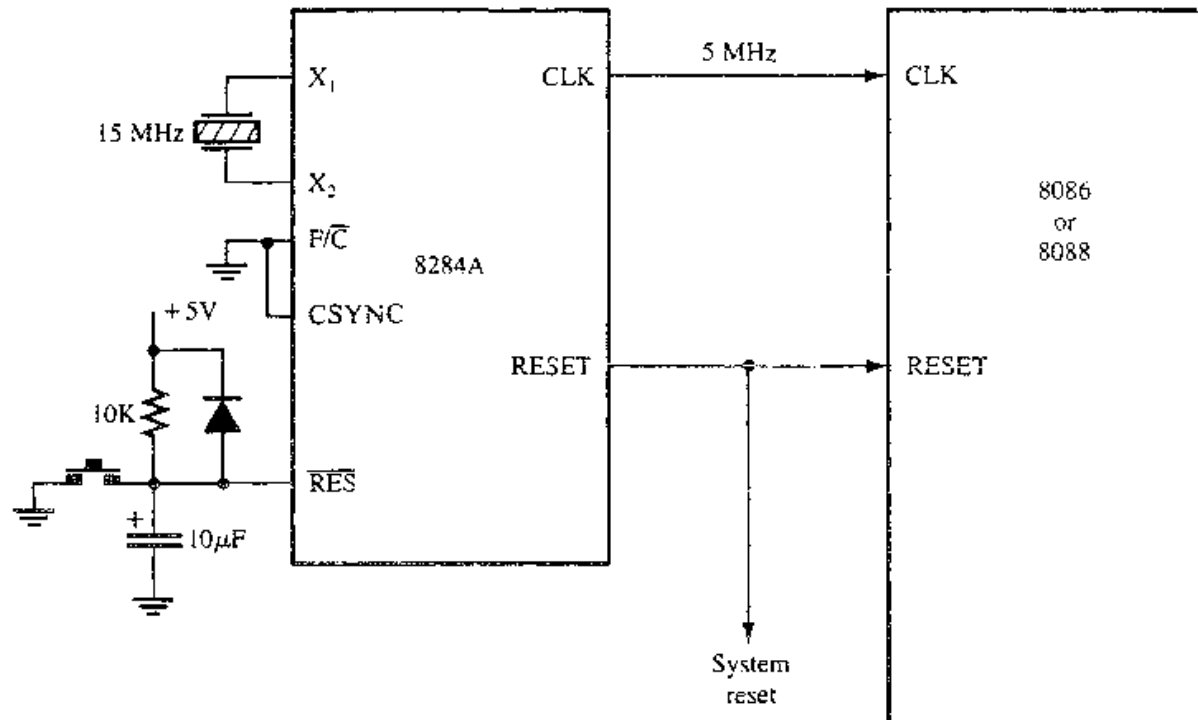 5 MHz
X₁
CLK
CLK
15 MHz
X₂
8086
or
8088
F/C̅
8284A
CSYNC
+5V
RESET
RESET
10K
R̅E̅S̅
+
10μF
System
reset